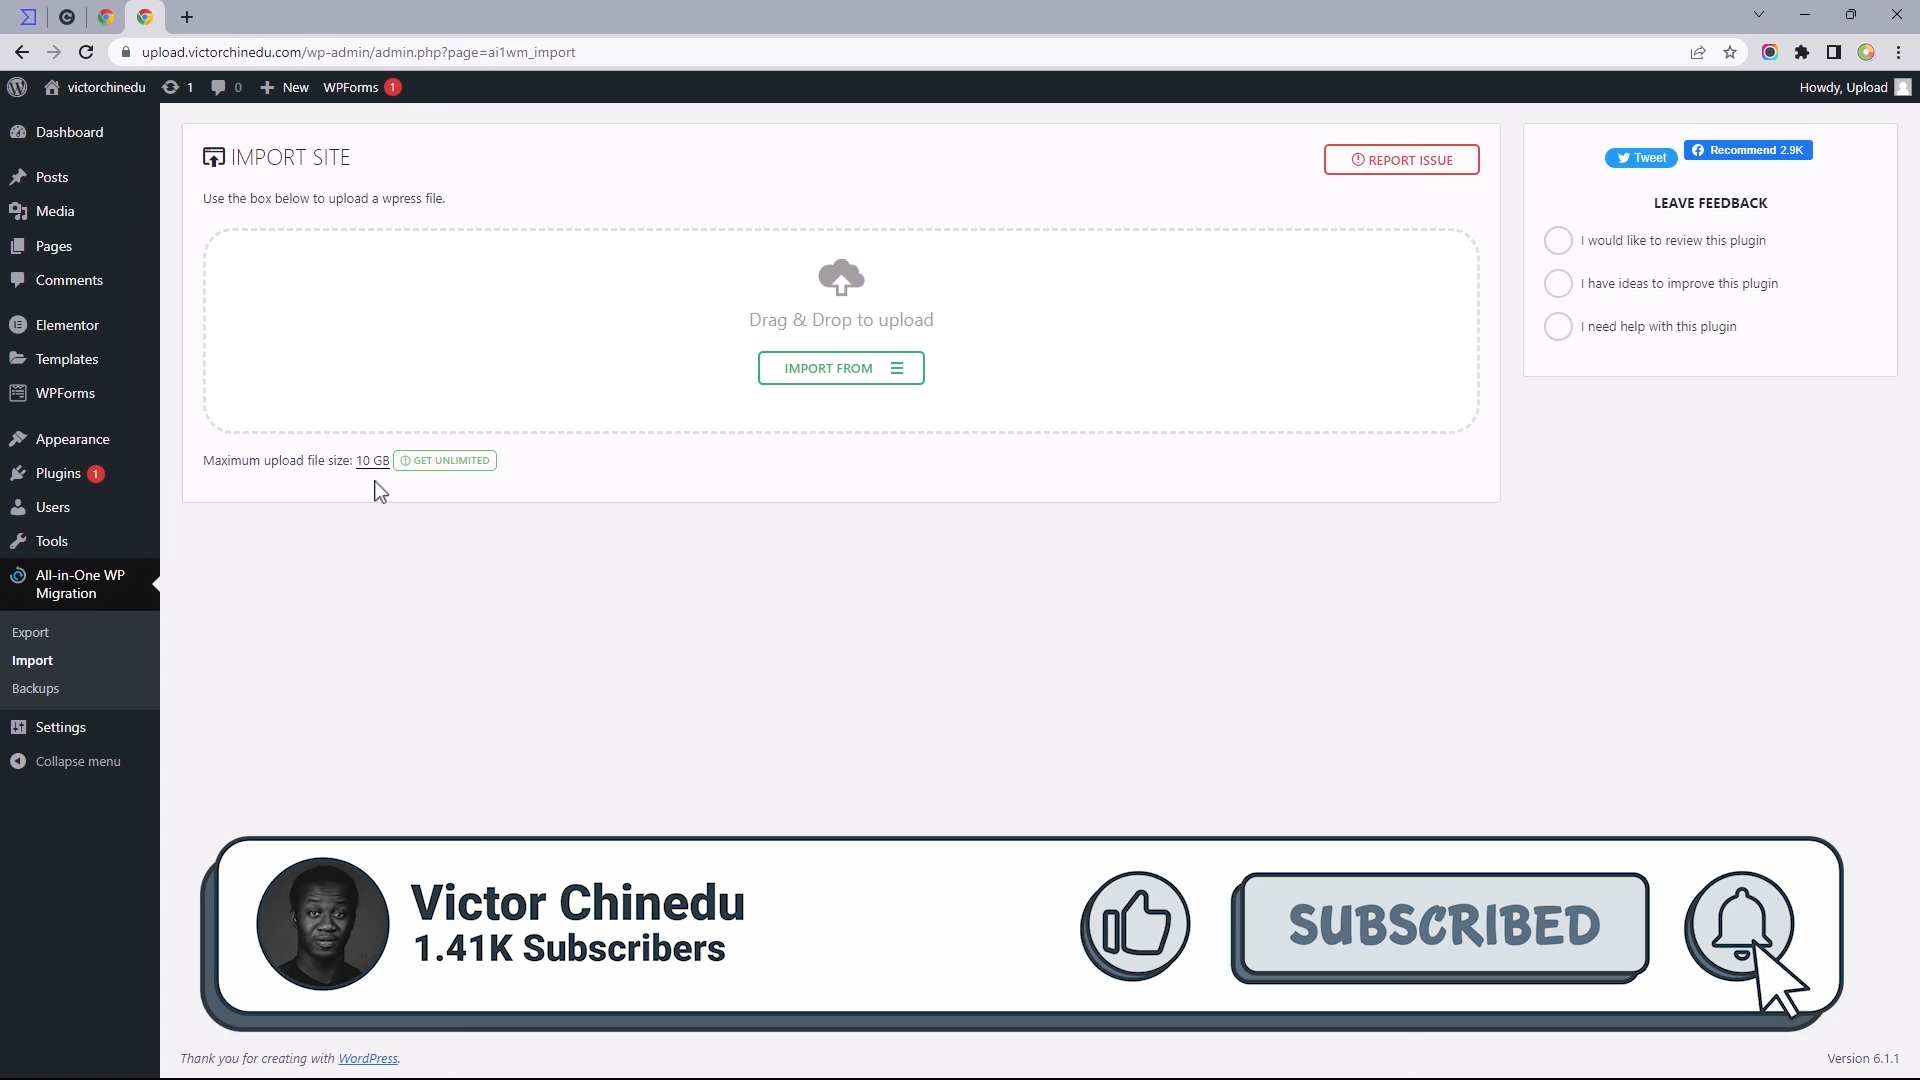 upload.victorchinedu.com/wp-admin/admin.php?page=ai1wm_import
victorchinedu 1 0 New WPForms 1 Howdy, Upload
Dashboard
Posts
Media
Pages
Comments
Elementor
Templates
WPForms
Appearance
Plugins 1
Users
Tools
All-in-One WP
Migration
Export
Import
Backups
Settings
Collapse menu
IMPORT SITE
REPORT ISSUE
Use the box below to upload a wpress file.
Drag & Drop to upload
IMPORT FROM
Maximum upload file size: 10 GB GET UNLIMITED
Tweet Recommend 2.9K
LEAVE FEEDBACK
I would like to review this plugin
I have ideas to improve this plugin
I need help with this plugin
Victor Chinedu
1.41K Subscribers
SUBSCRIBED
Thank you for creating with WordPress.
Version 6.1.1